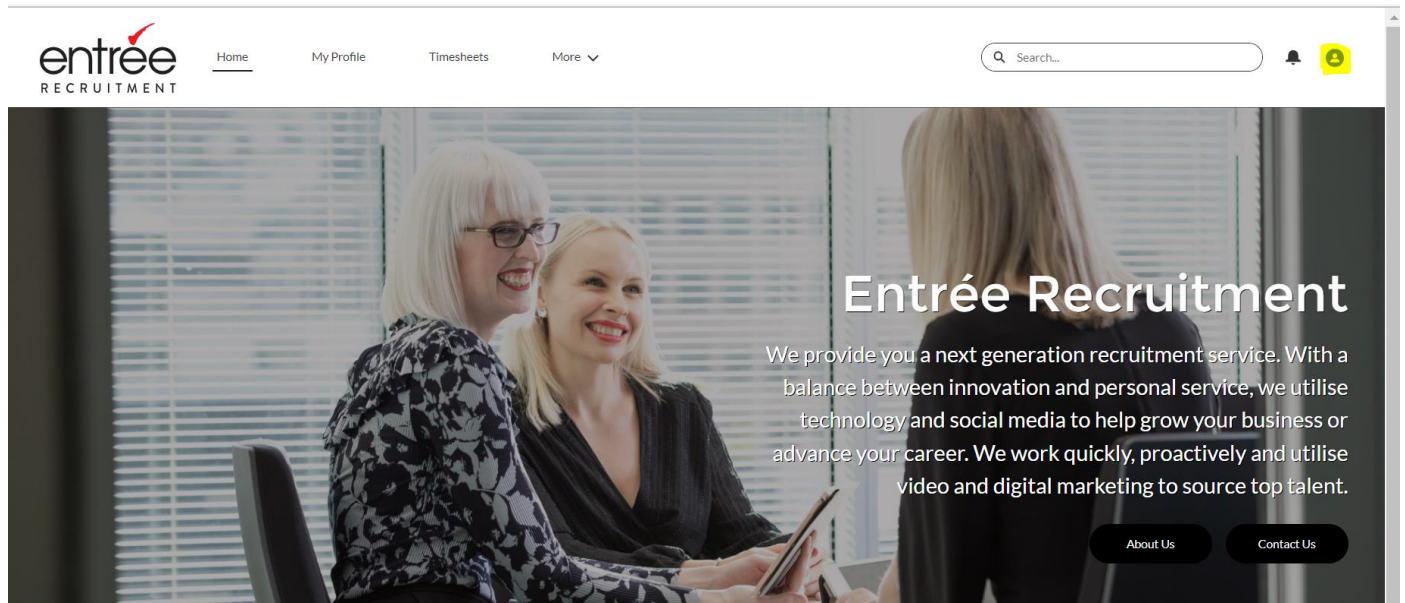 entrée
RECRUITMENT
Home My Profile Timesheets More
Search...
Entrée Recruitment
We provide you a next generation recruitment service. With a
balance between innovation and personal service, we utilise
technology and social media to help grow your business or
advance your career. We work quickly, proactively and utilise
video and digital marketing to source top talent.
About Us Contact Us